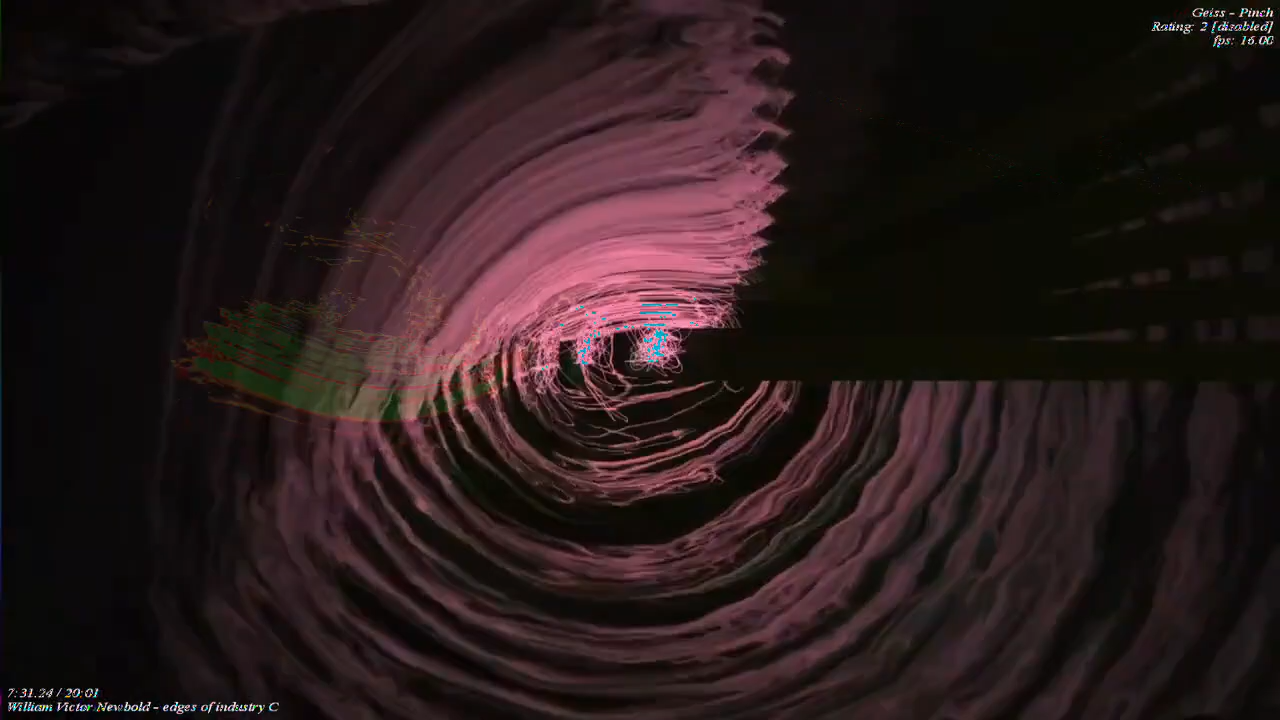 Geiss - Pinch
Rating: 2 [disabled]
fps: 16.00
7:31.24 / 20:01
William Victor Newbold - edges of industry C